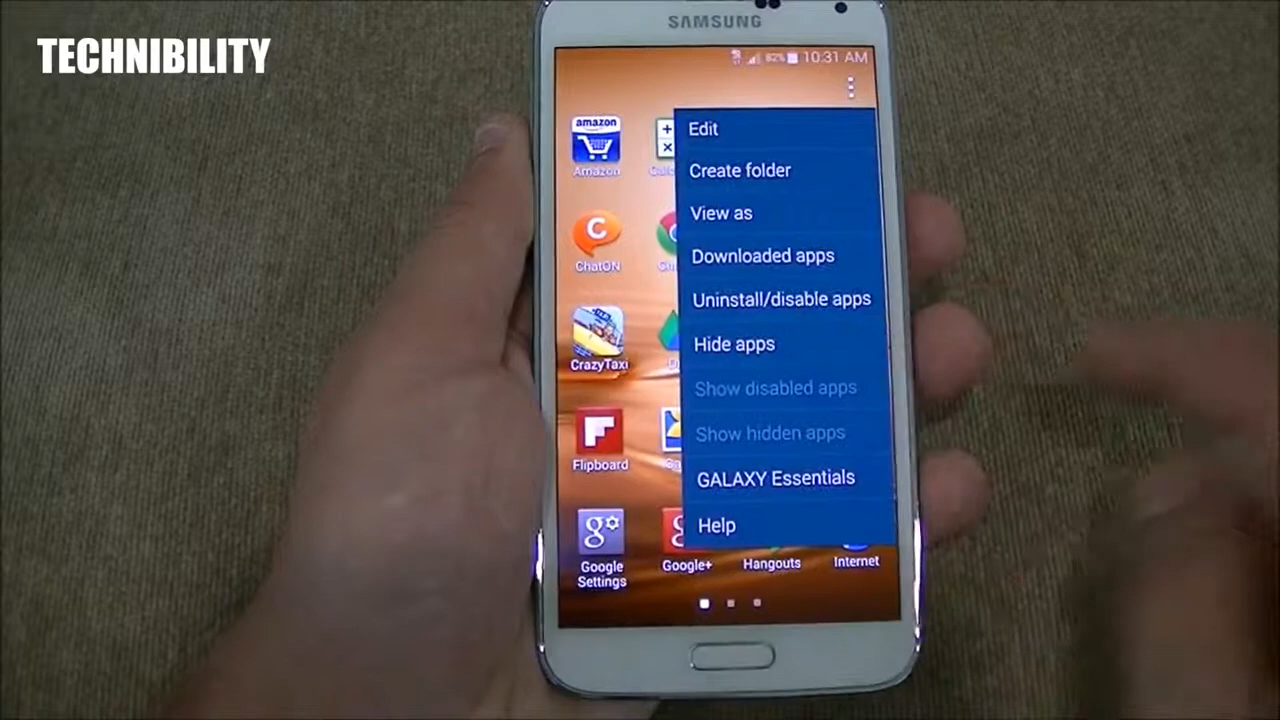 TECHNIBILITY
SAMSUNG
82% 10:31 AM
Edit
Create folder
View as
Downloaded apps
Uninstall/disable apps
Hide apps
Show disabled apps
Show hidden apps
GALAXY Essentials
Help
amazon
Amazon
C
ChatON
CrazyTaxi
Flipboard
g
Google
Settings
Google+
Hangouts
Internet